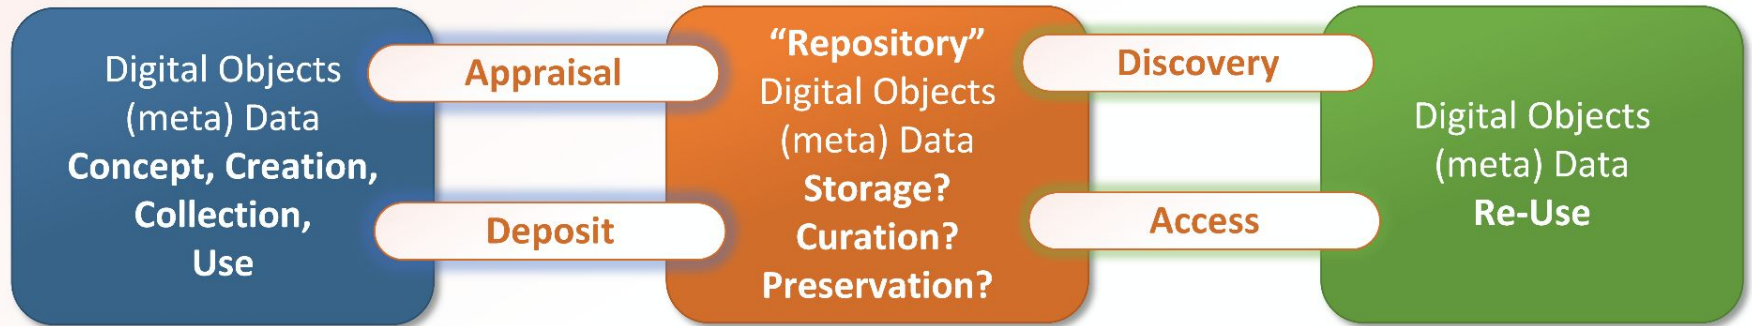 Digital Objects
(meta) Data
Concept, Creation,
Collection,
Use
Appraisal
Deposit
“Repository”
Digital Objects
(meta) Data
Storage?
Curation?
Preservation?
Discovery
Access
Digital Objects
(meta) Data
Re-Use